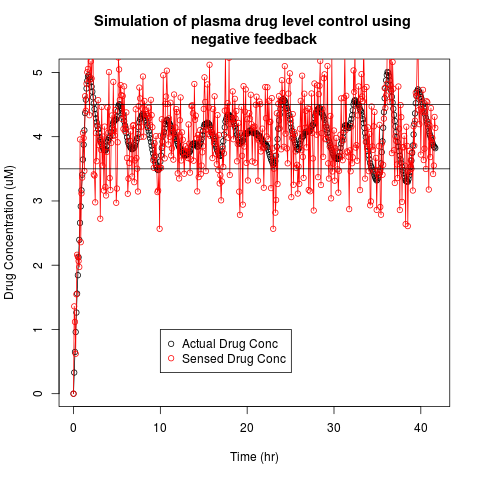 Simulation of plasma drug level control using
negative feedback
Drug Concentration (uM)
5
4
3
2
1
0
Actual Drug Conc
Sensed Drug Conc
0 10 20 30 40
Time (hr)